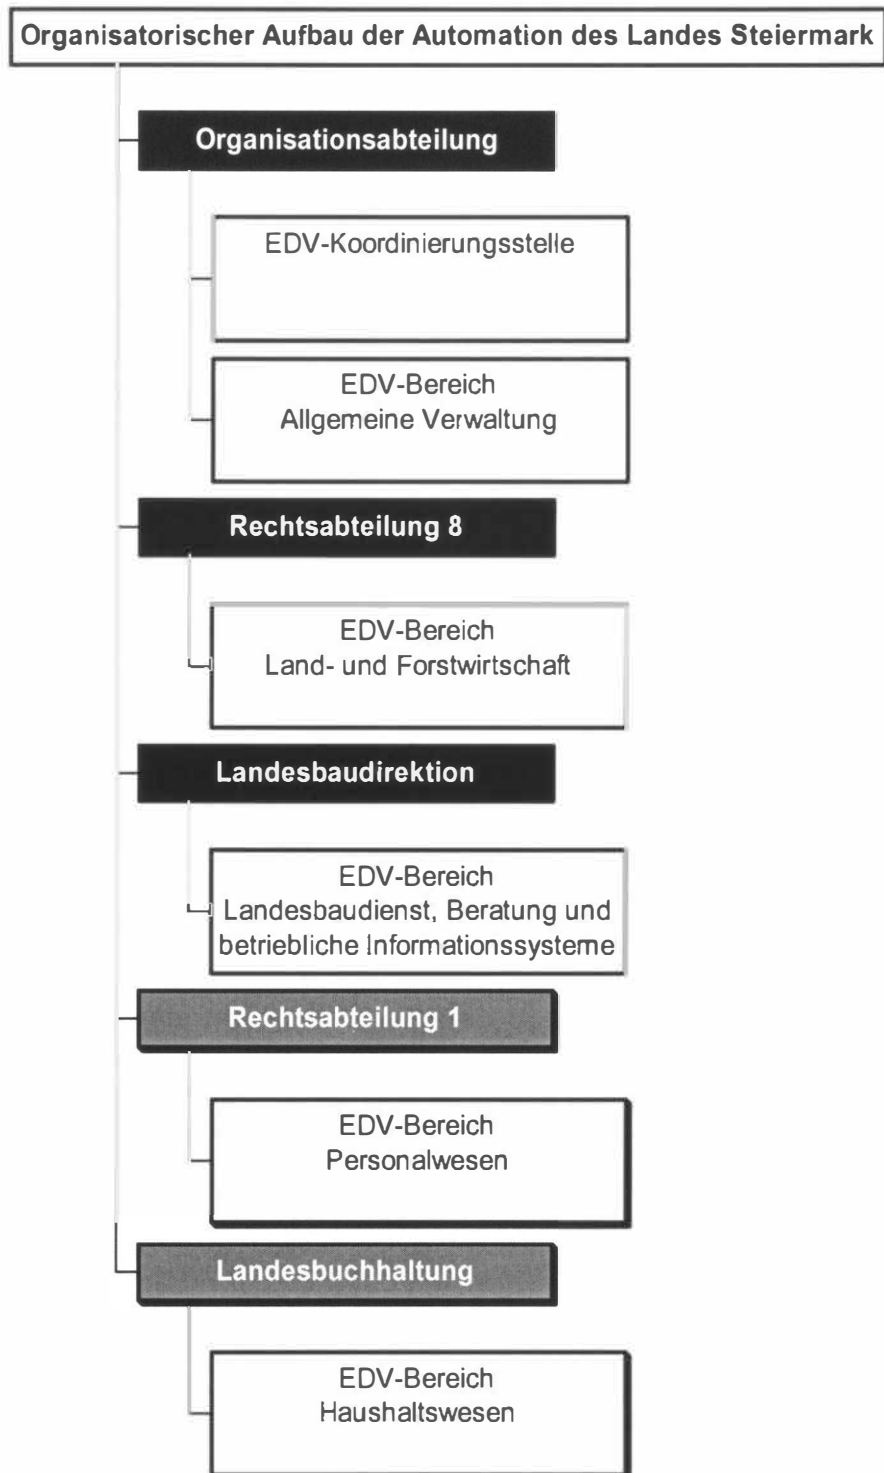 Organisatorischer Aufbau der Automation des Landes Steiermark
Organisationsabteilung
EDV-Koordinierungsstelle
EDV-Bereich
Allgemeine Verwaltung
Rechtsabteilung 8
EDV-Bereich
Land- und Forstwirtschaft
Landesbaudirektion
EDV-Bereich
Landesbaudienst, Beratung und
betriebliche Informationssysteme
Rechtsabteilung 1
EDV-Bereich
Personalwesen
Landesbuchhaltung
EDV-Bereich
Haushaltswesen